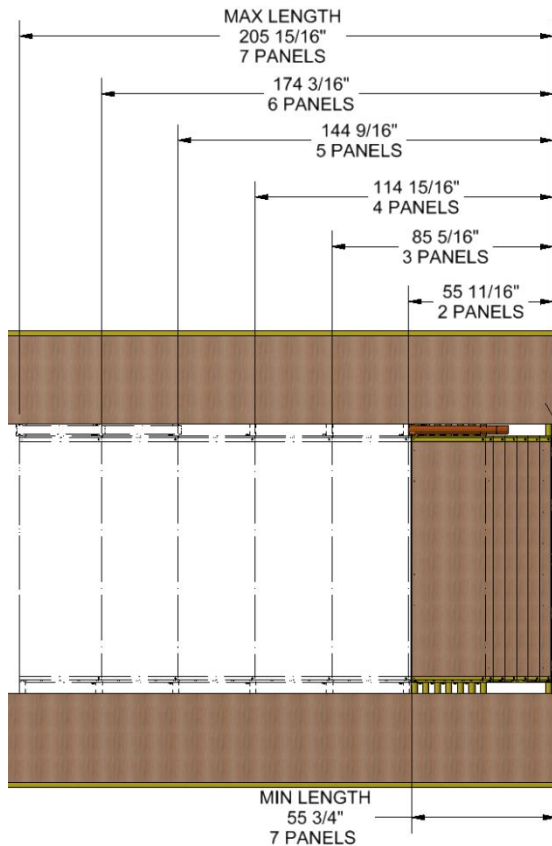 MAX LENGTH
205 15/16"
7 PANELS
174 3/16"
6 PANELS
144 9/16"
5 PANELS
114 15/16"
4 PANELS
85 5/16"
3 PANELS
55 11/16"
2 PANELS
MIN LENGTH
55 3/4"
7 PANELS